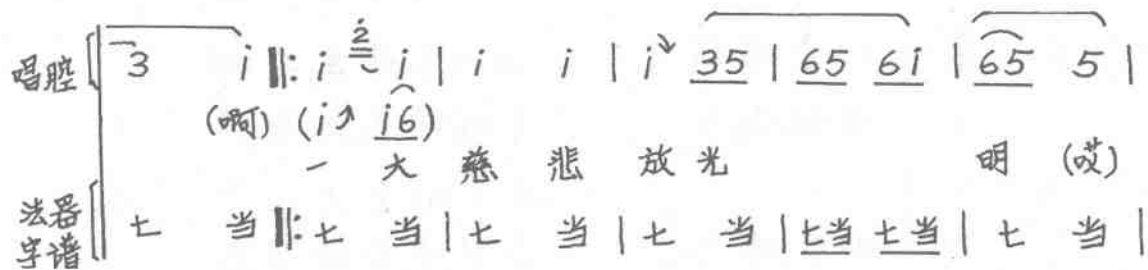 唱腔 3 i ‖: i 2 i | i i | i 35 | 65 6i | 65 5 |
(啊) (i i6)
一 大 慈 悲 放 光 明 (哎)
法器字谱 七 当 ‖: 七 当 | 七 当 | 七 当 | 七当 七当 | 七 当 |